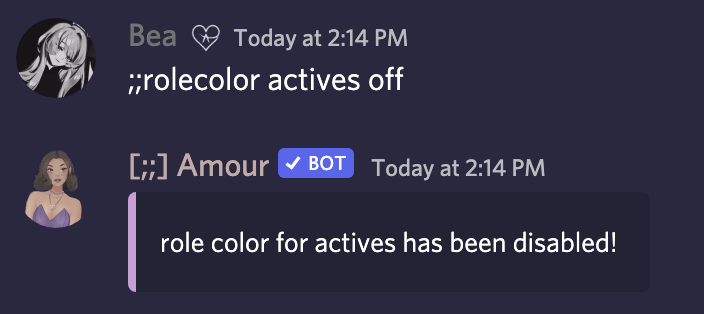 Bea Today at 2:14 PM
;;rolecolor actives off
[;;] Amour BOT Today at 2:14 PM
role color for actives has been disabled!